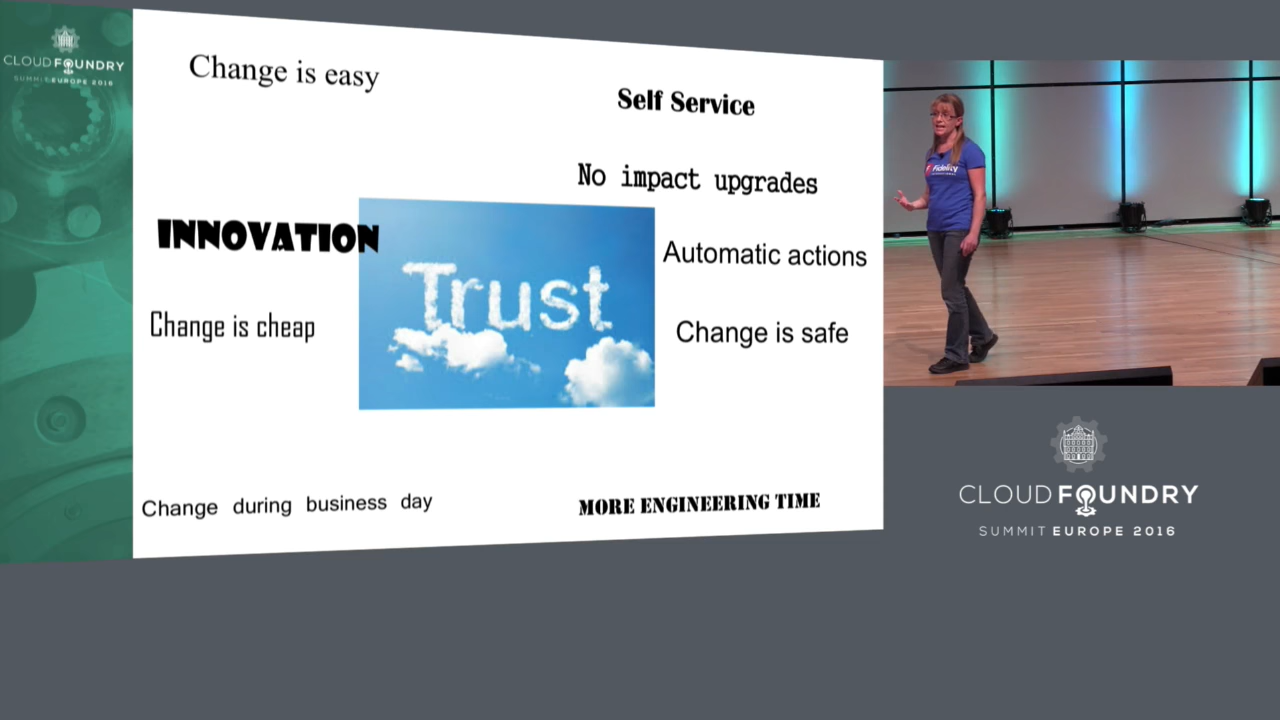 CLOUD FOUNDRY
SUMMIT EUROPE 2016
Change is easy
Self Service
No impact upgrades
INNOVATION
Trust
Automatic actions
Change is cheap
Change is safe
Change during business day
MORE ENGINEERING TIME
Fidelity
CLOUD FOUNDRY
SUMMIT EUROPE 2016